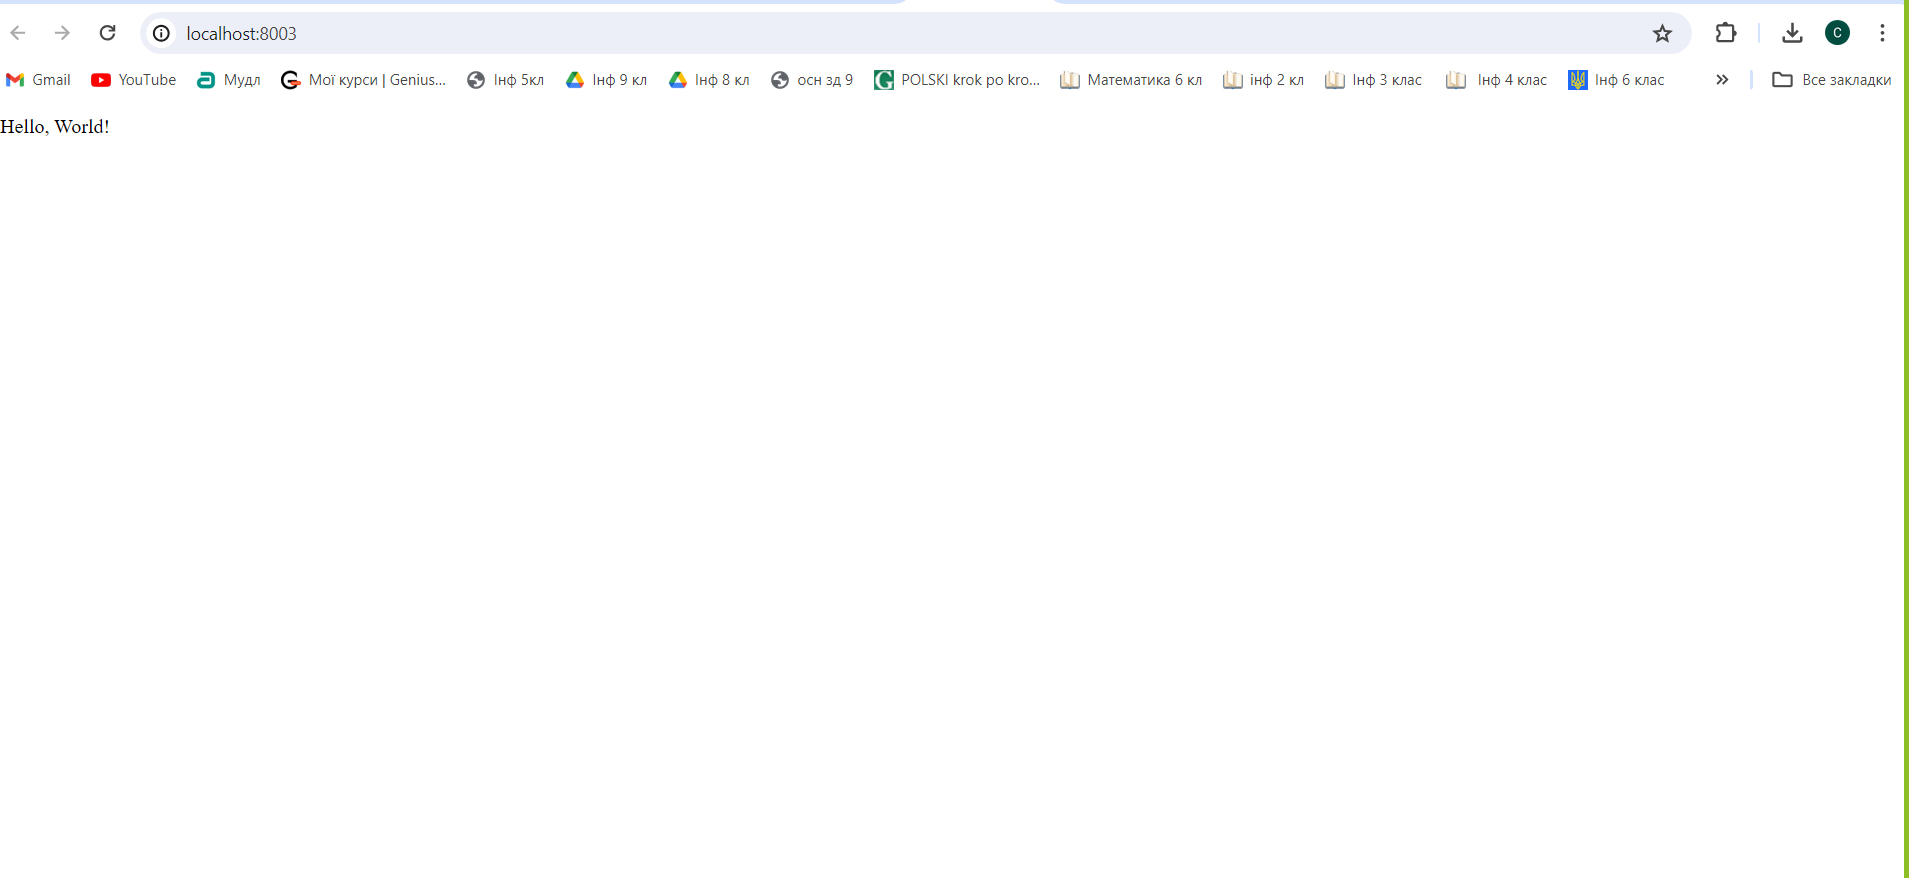 localhost:8003
C
Gmail YouTube Мудл Мої курси | Genius... Інф 5кл Інф 9 кл Інф 8 кл осн зд 9 POLSKI krok po kro... Математика 6 кл інф 2 кл Інф 3 клас Інф 4 клас Інф 6 клас » Все закладки
Hello, World!